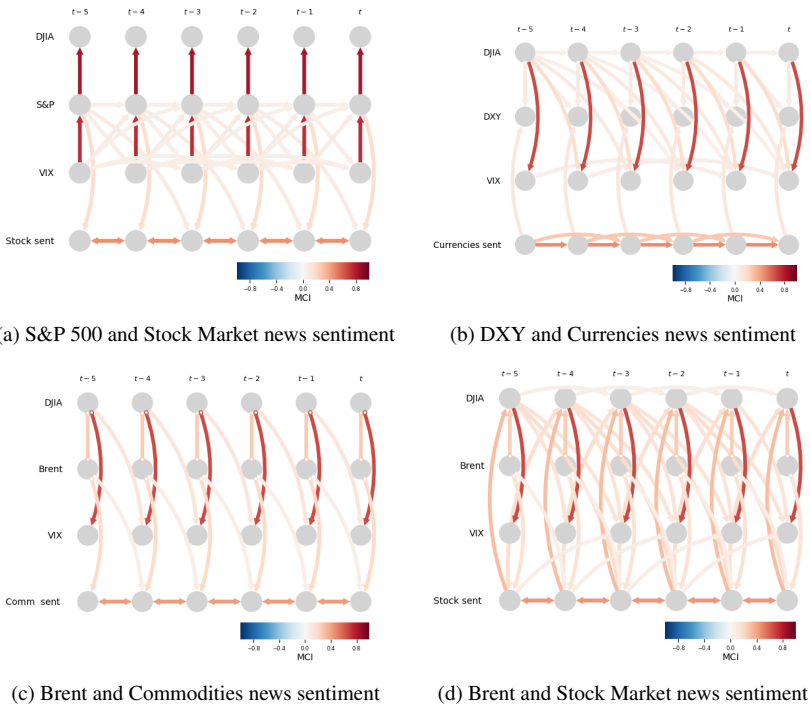 t − 5 t − 4 t − 3 t − 2 t − 1 t
DJIA
S&P
VIX
Stock sent
−0.8 −0.4 0.0 0.4 0.8
MCI
(a) S&P 500 and Stock Market news sentiment
t − 5 t − 4 t − 3 t − 2 t − 1 t
DJIA
DXY
VIX
Currencies sent
−0.8 −0.4 0.0 0.4 0.8
MCI
(b) DXY and Currencies news sentiment
t − 5 t − 4 t − 3 t − 2 t − 1 t
DJIA
Brent
VIX
Comm sent
−0.8 −0.4 0.0 0.4 0.8
MCI
(c) Brent and Commodities news sentiment
t − 5 t − 4 t − 3 t − 2 t − 1 t
DJIA
Brent
VIX
Stock sent
−0.8 −0.4 0.0 0.4 0.8
MCI
(d) Brent and Stock Market news sentiment